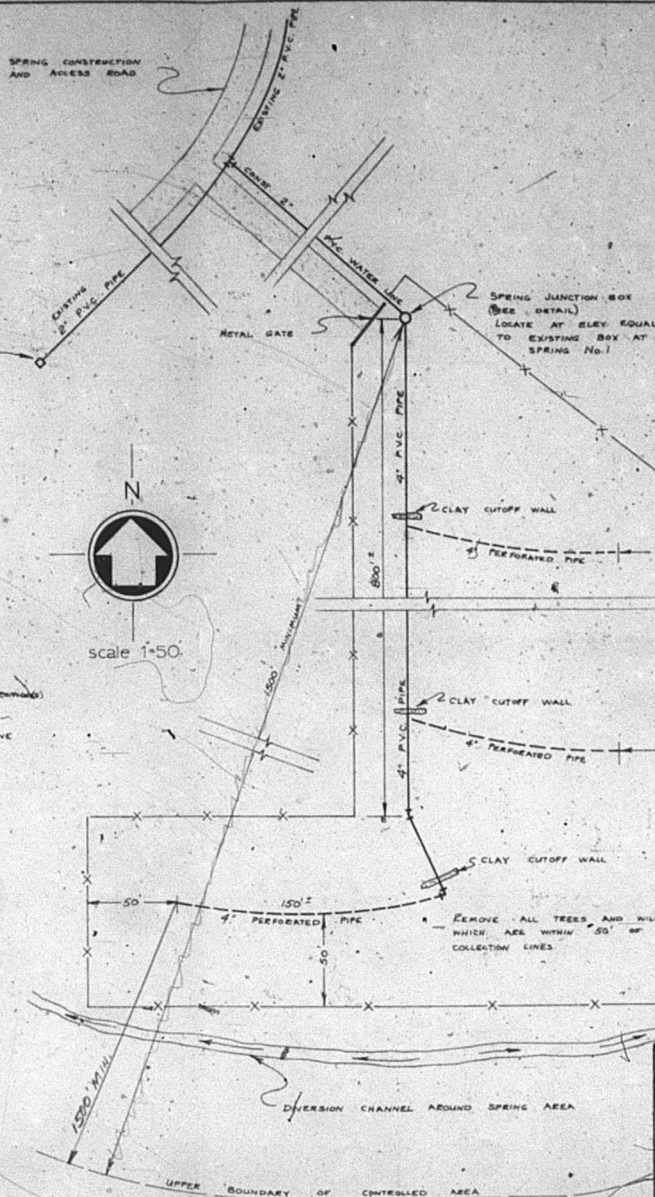 SPRING CONSTRUCTION
AND ACCESS ROAD
EXISTING 2" P.V.C. PIPE
CONST. 2"
PVC WATER LINE
EXISTING
2" P.V.C. PIPE
METAL GATE
SPRING JUNCTION BOX
(SEE DETAIL)
LOCATE AT ELEV. EQUAL
TO EXISTING BOX AT
SPRING No. 1
4" P.V.C. PIPE
N
CLAY CUTOFF WALL
4" PERFORATED PIPE
800'±
scale 1"=50'
1500' MINIMUM
CLAY CUTOFF WALL
4" P.V.C. PIPE
4" PERFORATED PIPE
CLAY CUTOFF WALL
50'
150'±
4" PERFORATED PIPE
REMOVE ALL TREES AND
WHICH ARE WITHIN 50' OF
COLLECTION LINES.
50'
1500' MIN.
DIVERSION CHANNEL AROUND SPRING AREA
UPPER BOUNDARY OF CONTROLLED AREA